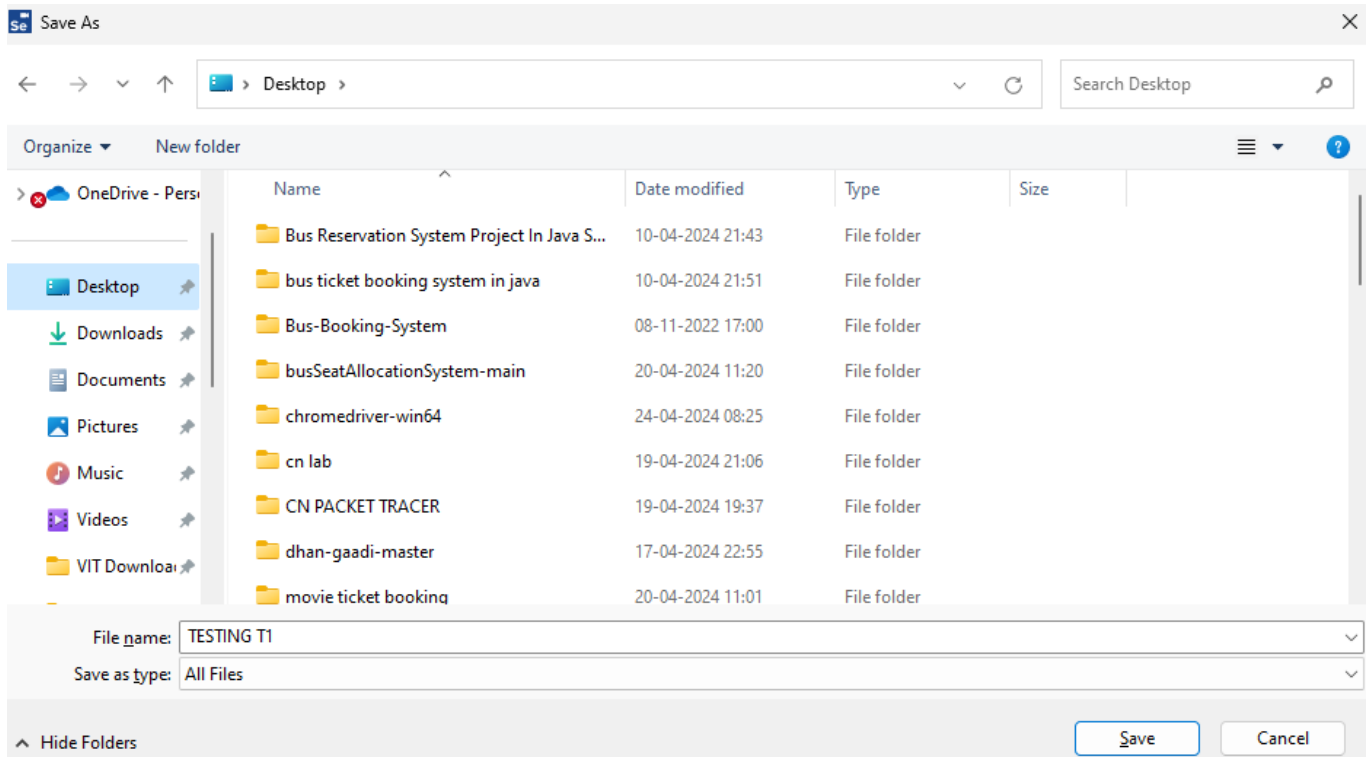 Se Save As
Desktop Search Desktop
Organize New folder ?
OneDrive - Pers
Name Date modified Type Size
Bus Reservation System Project In Java S... 10-04-2024 21:43 File folder
Desktop bus ticket booking system in java 10-04-2024 21:51 File folder
Downloads Bus-Booking-System 08-11-2022 17:00 File folder
Documents busSeatAllocationSystem-main 20-04-2024 11:20 File folder
Pictures chromedriver-win64 24-04-2024 08:25 File folder
Music cn lab 19-04-2024 21:06 File folder
Videos CN PACKET TRACER 19-04-2024 19:37 File folder
VIT Downloa dhan-gaadi-master 17-04-2024 22:55 File folder
movie ticket booking 20-04-2024 11:01 File folder
File name: TESTING T1
Save as type: All Files
Hide Folders Save Cancel